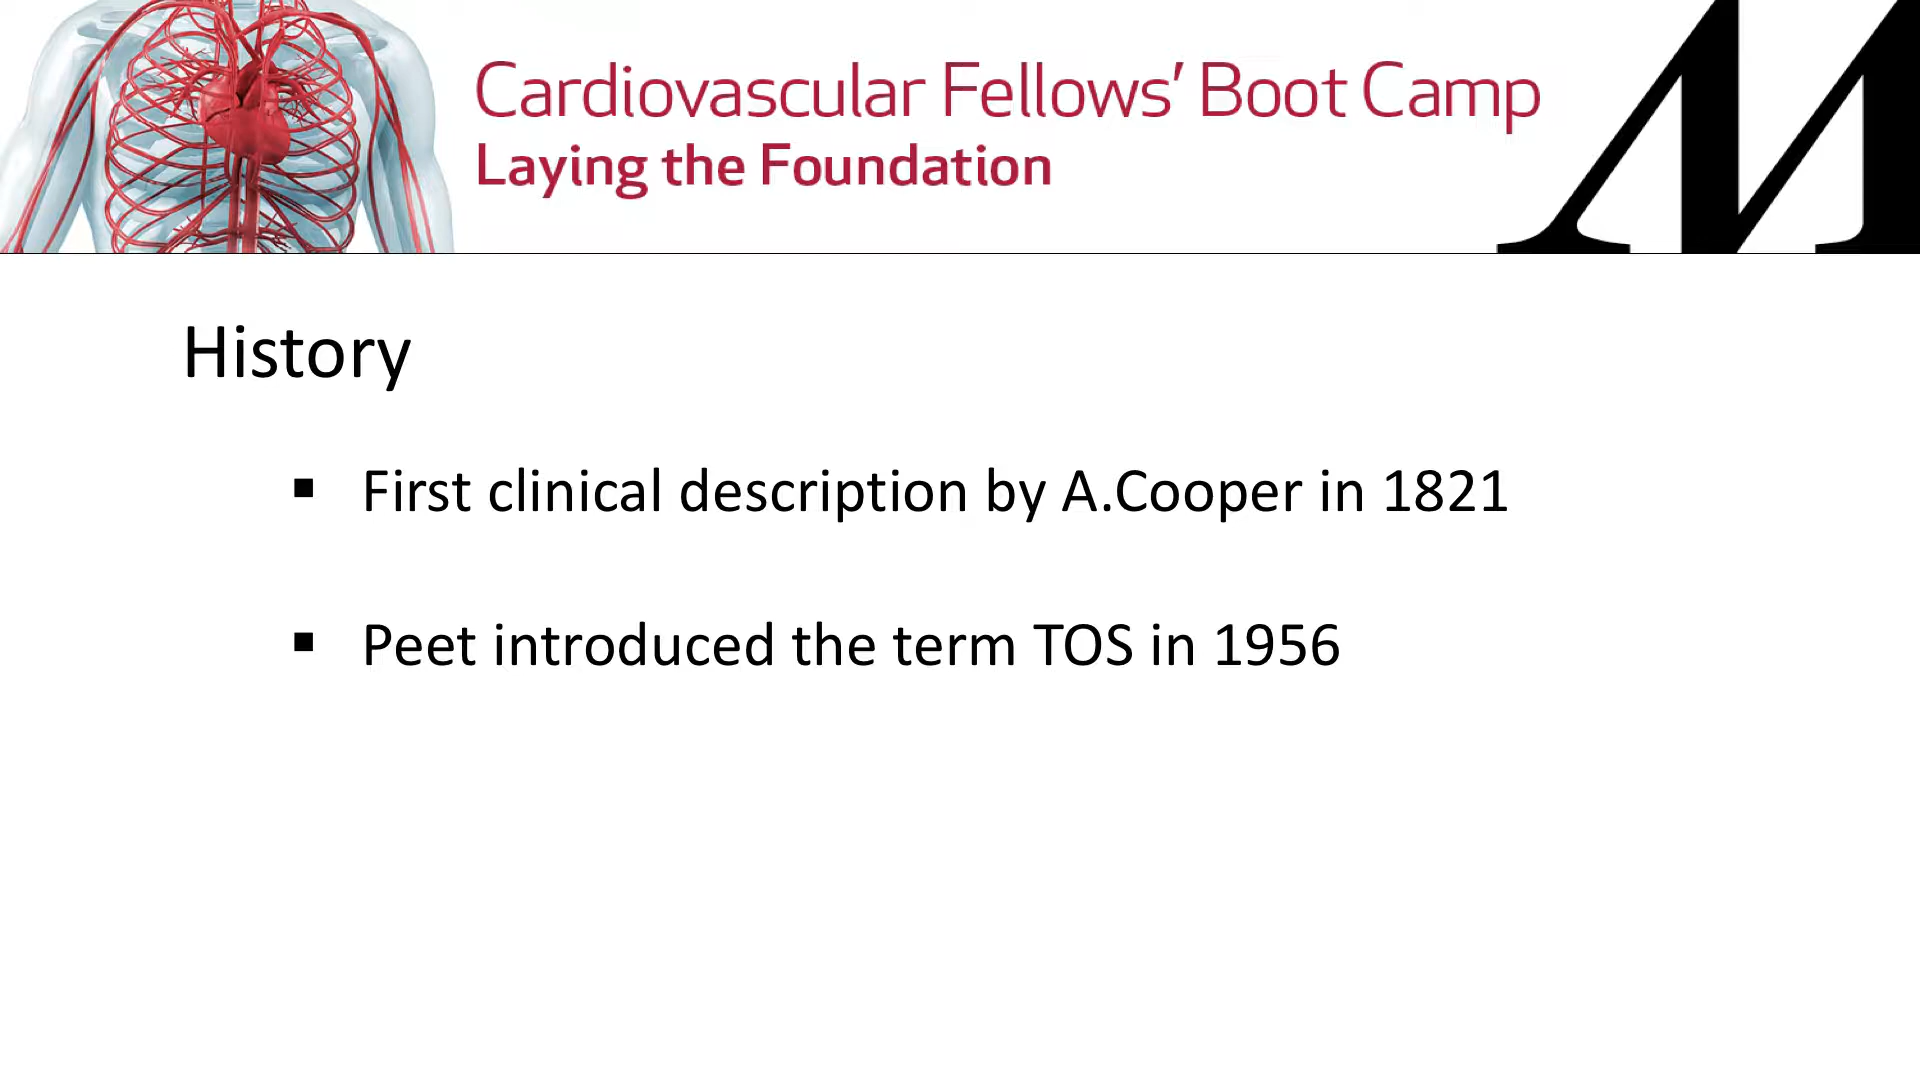 Cardiovascular Fellows’ Boot Camp
Laying the Foundation
M
History
▪ First clinical description by A.Cooper in 1821
▪ Peet introduced the term TOS in 1956